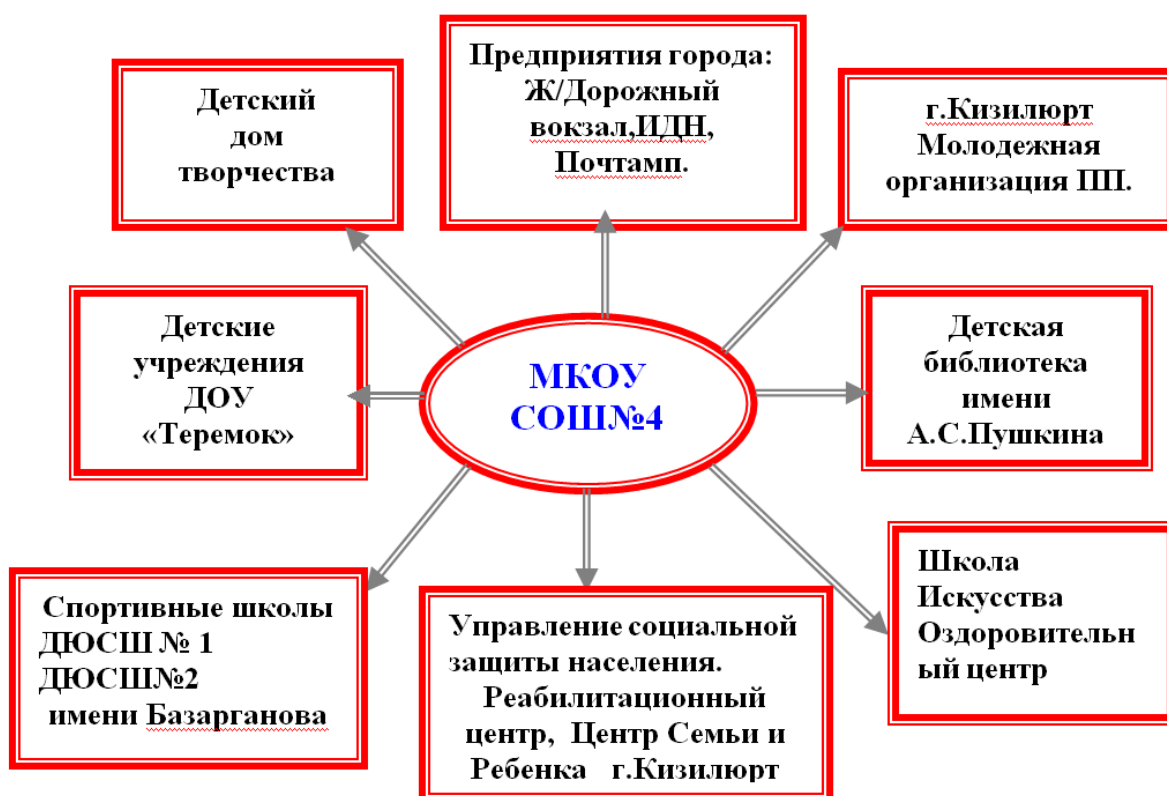 Детский
дом
творчества
Предприятия города:
Ж/Дорожный
вокзал,ИДН,
Почтамп.
г.Кизилюрт
Молодежная
организация ПП.
Детские
учреждения
ДОУ
«Теремок»
МКОУ
СОШ№4
Детская
библиотека
имени
А.С.Пушкина
Спортивные школы
ДЮСШ № 1
ДЮСШ№2
имени Базарганова
Управление социальной
защиты населения.
Реабилитационный
центр, Центр Семьи и
Ребенка г.Кизилюрт
Школа
Искусства
Оздоровительн
ый центр